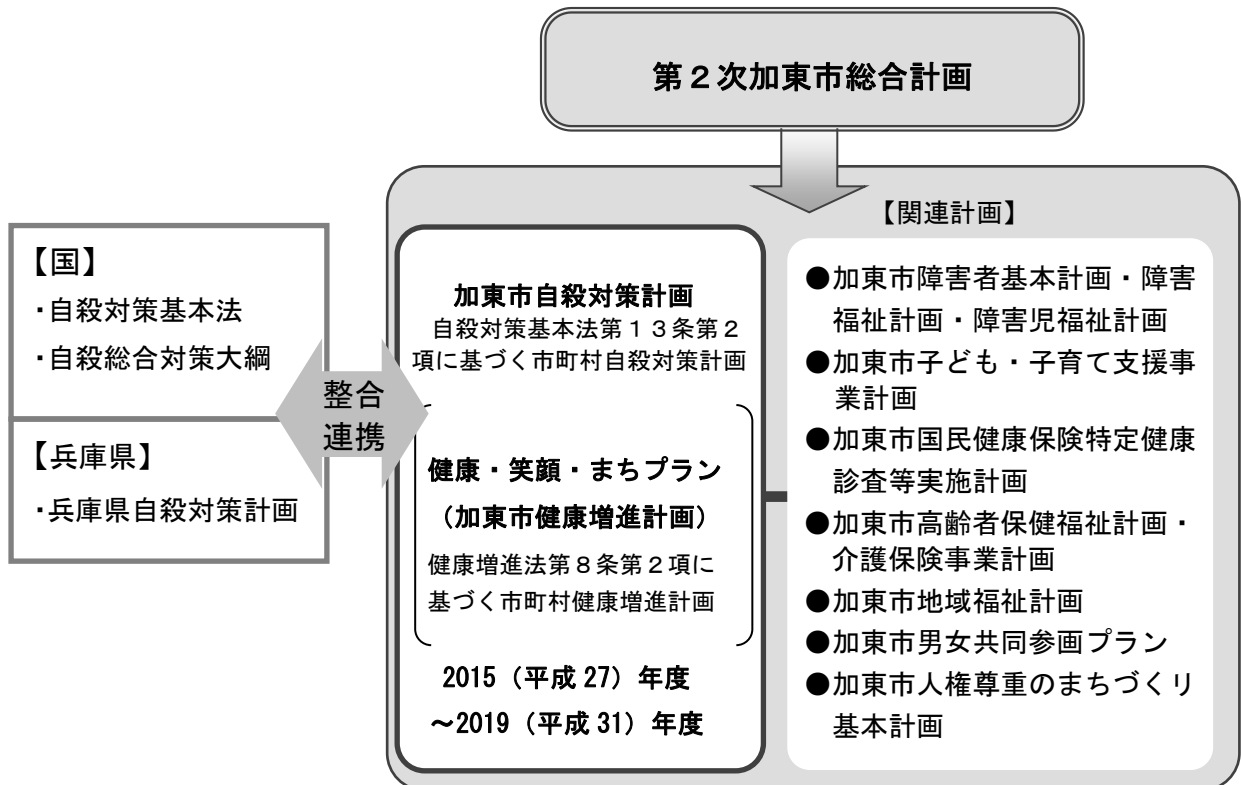 第２次加東市総合計画
【国】
・自殺対策基本法
・自殺総合対策大綱
【兵庫県】
・兵庫県自殺対策計画
整合
連携
加東市自殺対策計画
自殺対策基本法第１３条第２
項に基づく市町村自殺対策計画
健康・笑顔・まちプラン
（加東市健康増進計画）
健康増進法第８条第２項に
基づく市町村健康増進計画
2015（平成 27）年度
～2019（平成 31）年度
【関連計画】
●加東市障害者基本計画・障害
福祉計画・障害児福祉計画
●加東市子ども・子育て支援事
業計画
●加東市国民健康保険特定健康
診査等実施計画
●加東市高齢者保健福祉計画・
介護保険事業計画
●加東市地域福祉計画
●加東市男女共同参画プラン
●加東市人権尊重のまちづくり
基本計画